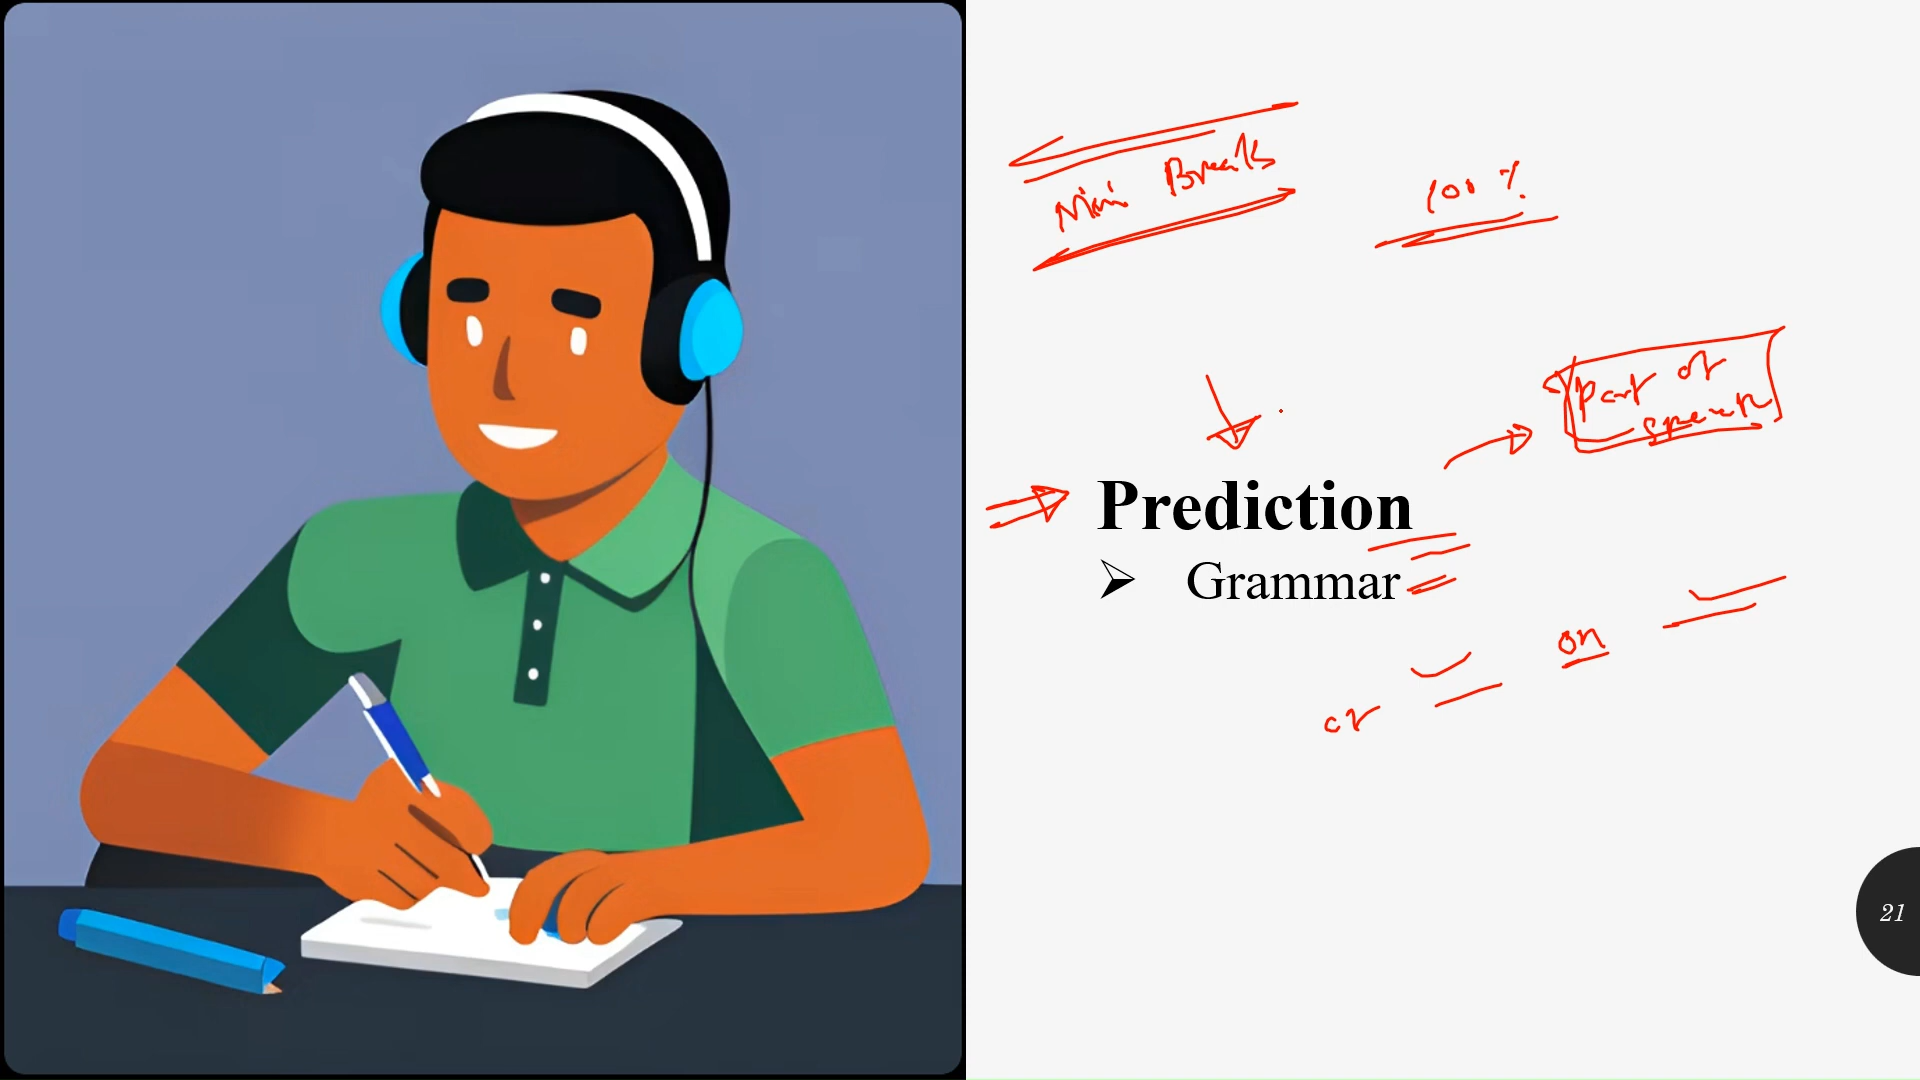 Mini Breaks
100 %
part of
speech
Prediction
➢ Grammar
on
or
21